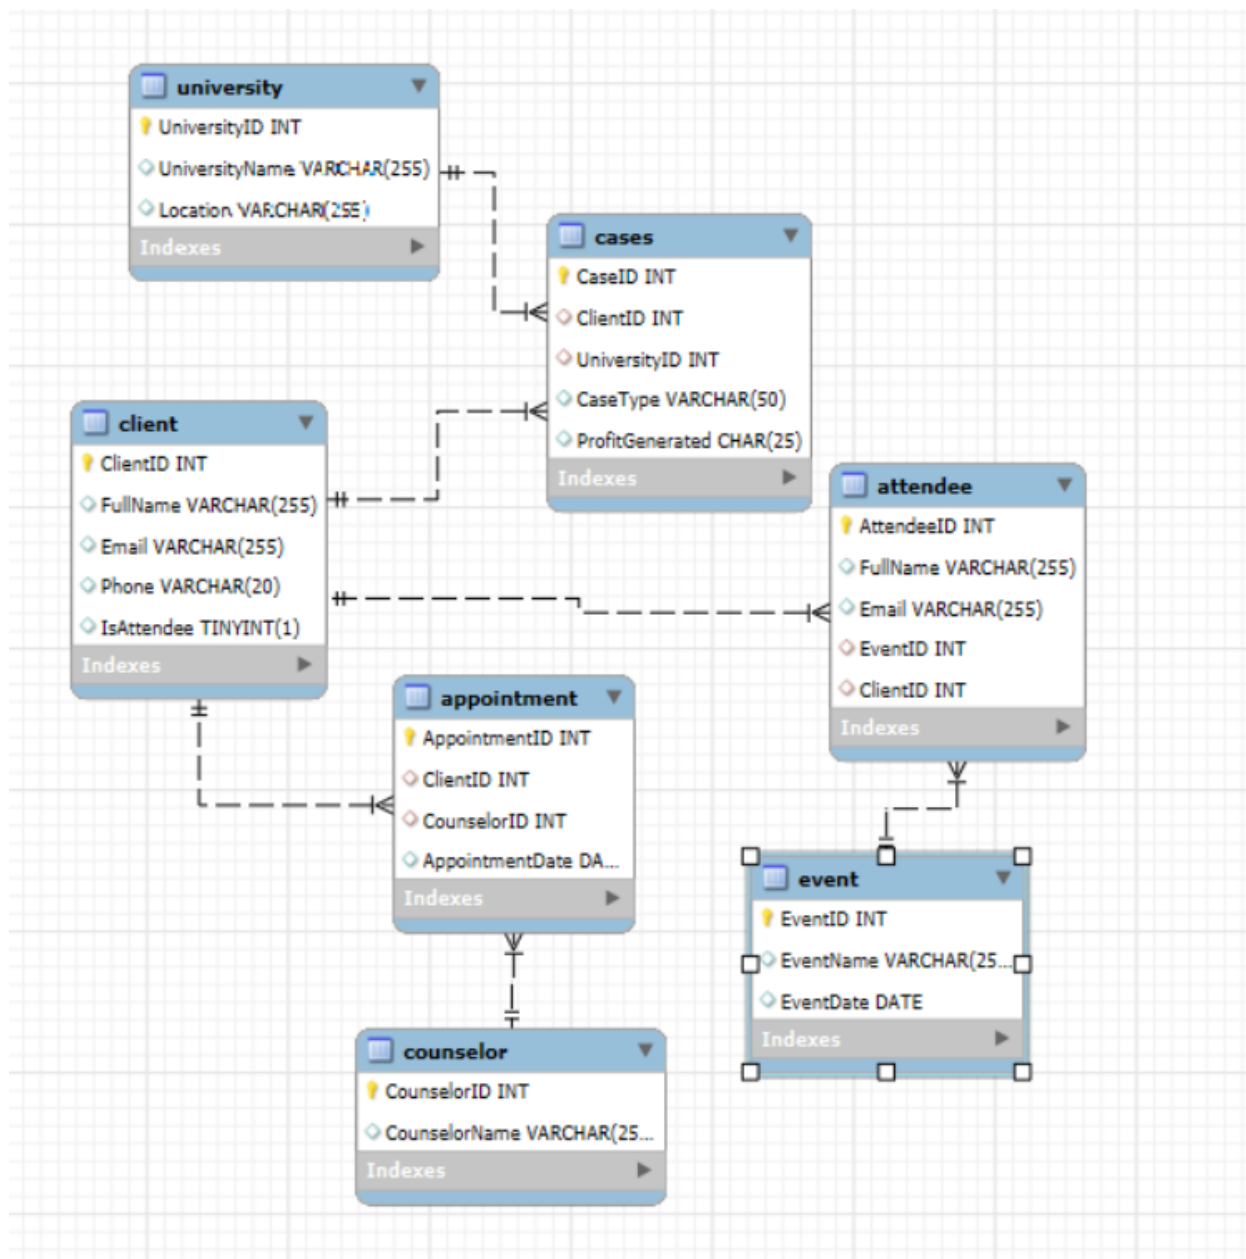 university
UniversityID INT
UniversityName VARCHAR(255)
Location VARCHAR(255)
Indexes
cases
CaseID INT
ClientID INT
UniversityID INT
CaseType VARCHAR(50)
ProfitGenerated CHAR(25)
Indexes
client
ClientID INT
FullName VARCHAR(255)
Email VARCHAR(255)
Phone VARCHAR(20)
IsAttendee TINYINT(1)
Indexes
attendee
AttendeeID INT
FullName VARCHAR(255)
Email VARCHAR(255)
EventID INT
ClientID INT
Indexes
appointment
AppointmentID INT
ClientID INT
CounselorID INT
AppointmentDate DA...
Indexes
event
EventID INT
EventName VARCHAR(25...
EventDate DATE
Indexes
counselor
CounselorID INT
CounselorName VARCHAR(25...
Indexes